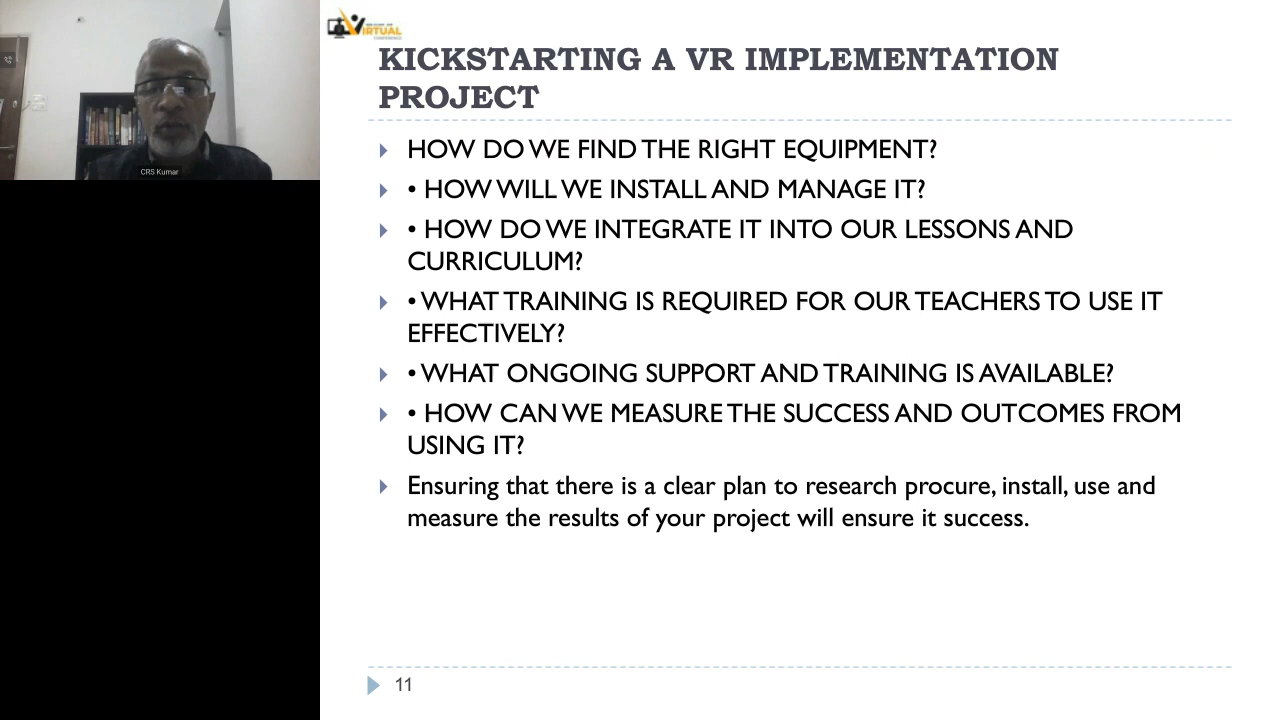 CRS Kumar
VIRTUAL
KICKSTARTING A VR IMPLEMENTATION
PROJECT
HOW DO WE FIND THE RIGHT EQUIPMENT?
• HOW WILL WE INSTALL AND MANAGE IT?
• HOW DO WE INTEGRATE IT INTO OUR LESSONS AND
CURRICULUM?
• WHAT TRAINING IS REQUIRED FOR OUR TEACHERS TO USE IT
EFFECTIVELY?
• WHAT ONGOING SUPPORT AND TRAINING IS AVAILABLE?
• HOW CAN WE MEASURE THE SUCCESS AND OUTCOMES FROM
USING IT?
Ensuring that there is a clear plan to research procure, install, use and
measure the results of your project will ensure it success.
11